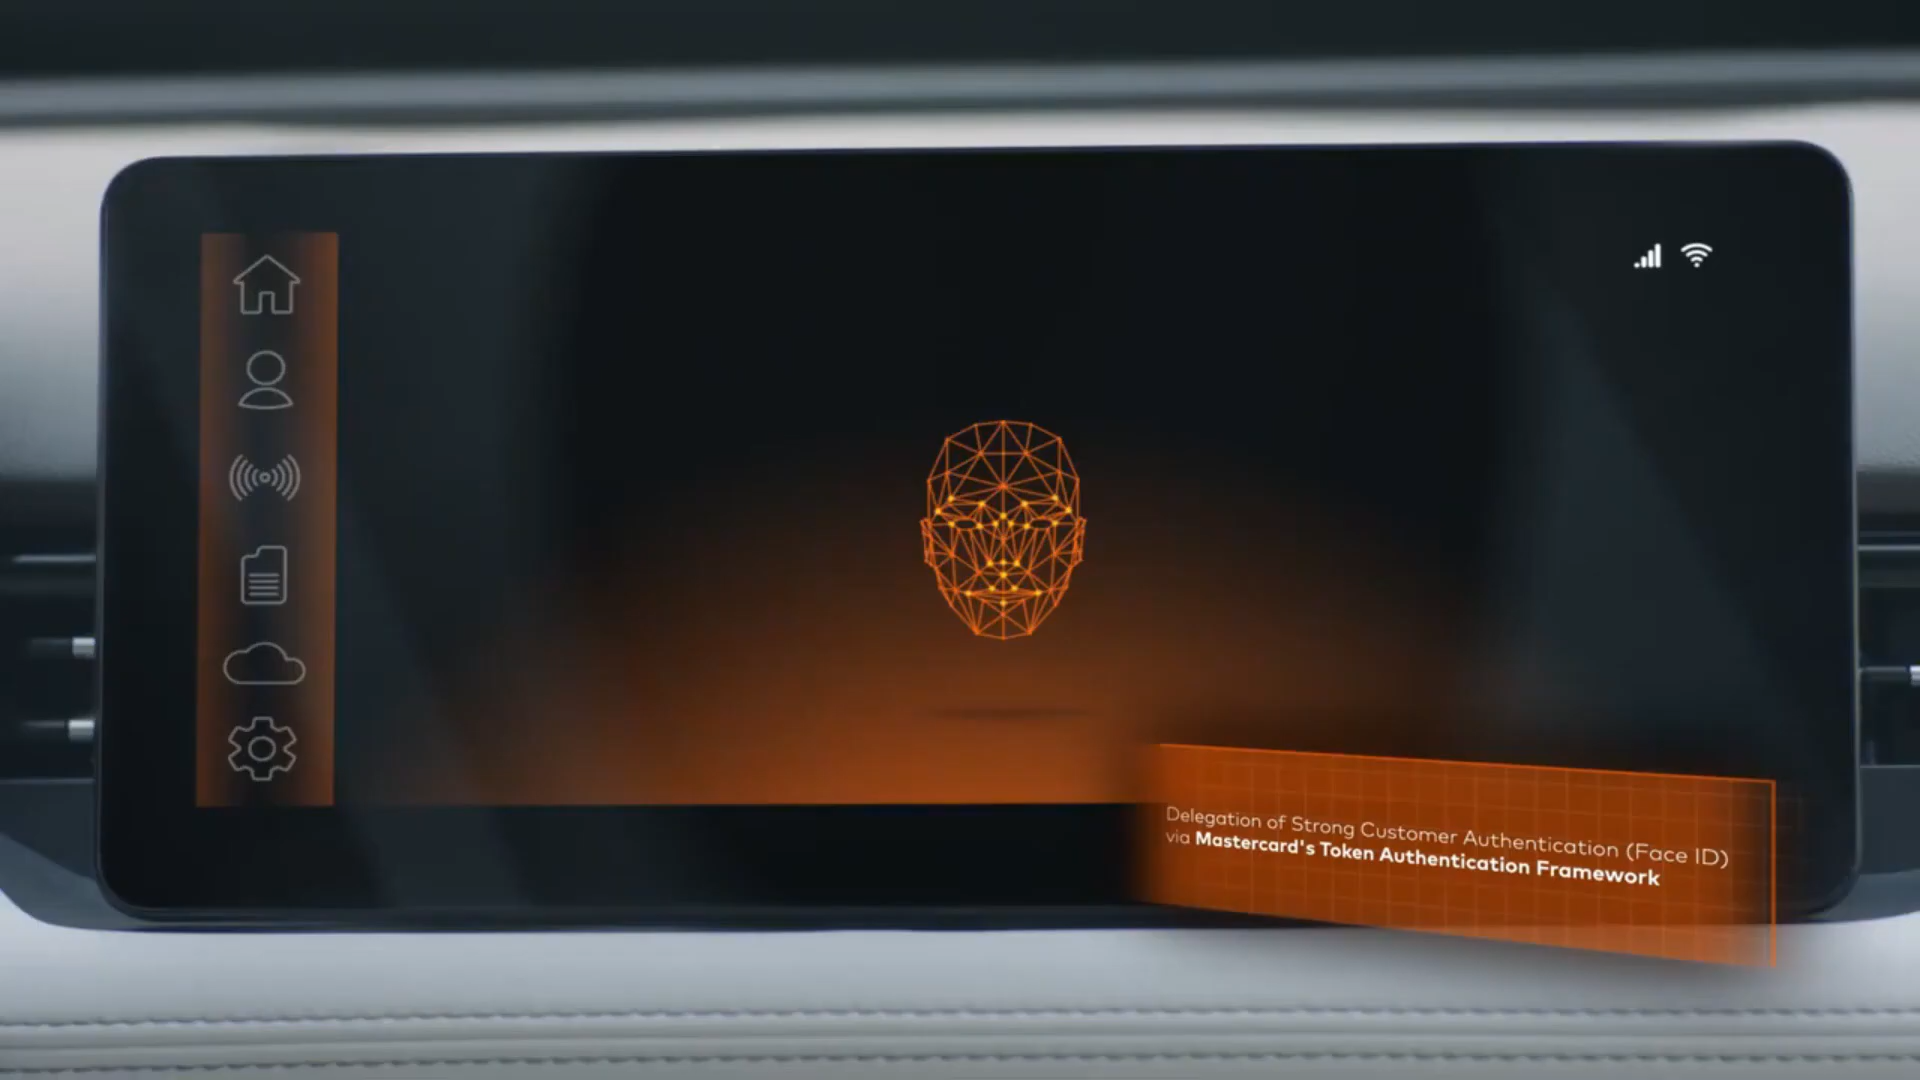 Delegation of Strong Customer Authentication (Face ID)
via Mastercard's Token Authentication Framework